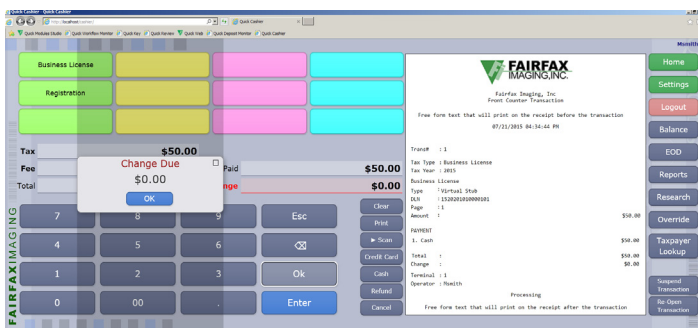 Quick Cashier - Quick Cashier
http://localhost/cashier/
Quick Cashier
Quick Modules Studio Quick Workflow Monitor Quick Key Quick Review Quick Web Quick Deposit Monitor Quick Cashier
Business License
Registration
Tax $50.00
Fee Paid $50.00
Total $0.00
Change Due
$0.00
OK
7 8 9 Esc
4 5 6
1 2 3 Ok
0 00 . Enter
Clear
Print
Scan
Credit Card
Cash
Refund
Cancel
FAIRFAX IMAGING
FAIRFAX
IMAGING, INC.
Fairfax Imaging, Inc
Front Counter Transaction
Free form text that will print on the receipt before the transaction
07/21/2015 04:34:44 PM
Trans# : 1
Tax Type : Business License
Tax Year : 2015
Business License
Type : Virtual Stub
DLN : 1520201010000101
Page : 1
Amount : $50.00
PAYMENT
1. Cash $50.00
Total : $50.00
Change : $0.00
Terminal : 1
Operator : Msmith
Processing
Free form text that will print on the receipt after the transaction
Home
Settings
Logout
Balance
EOD
Reports
Research
Override
Taxpayer
Lookup
Suspend
Transaction
Re-Open
Transaction